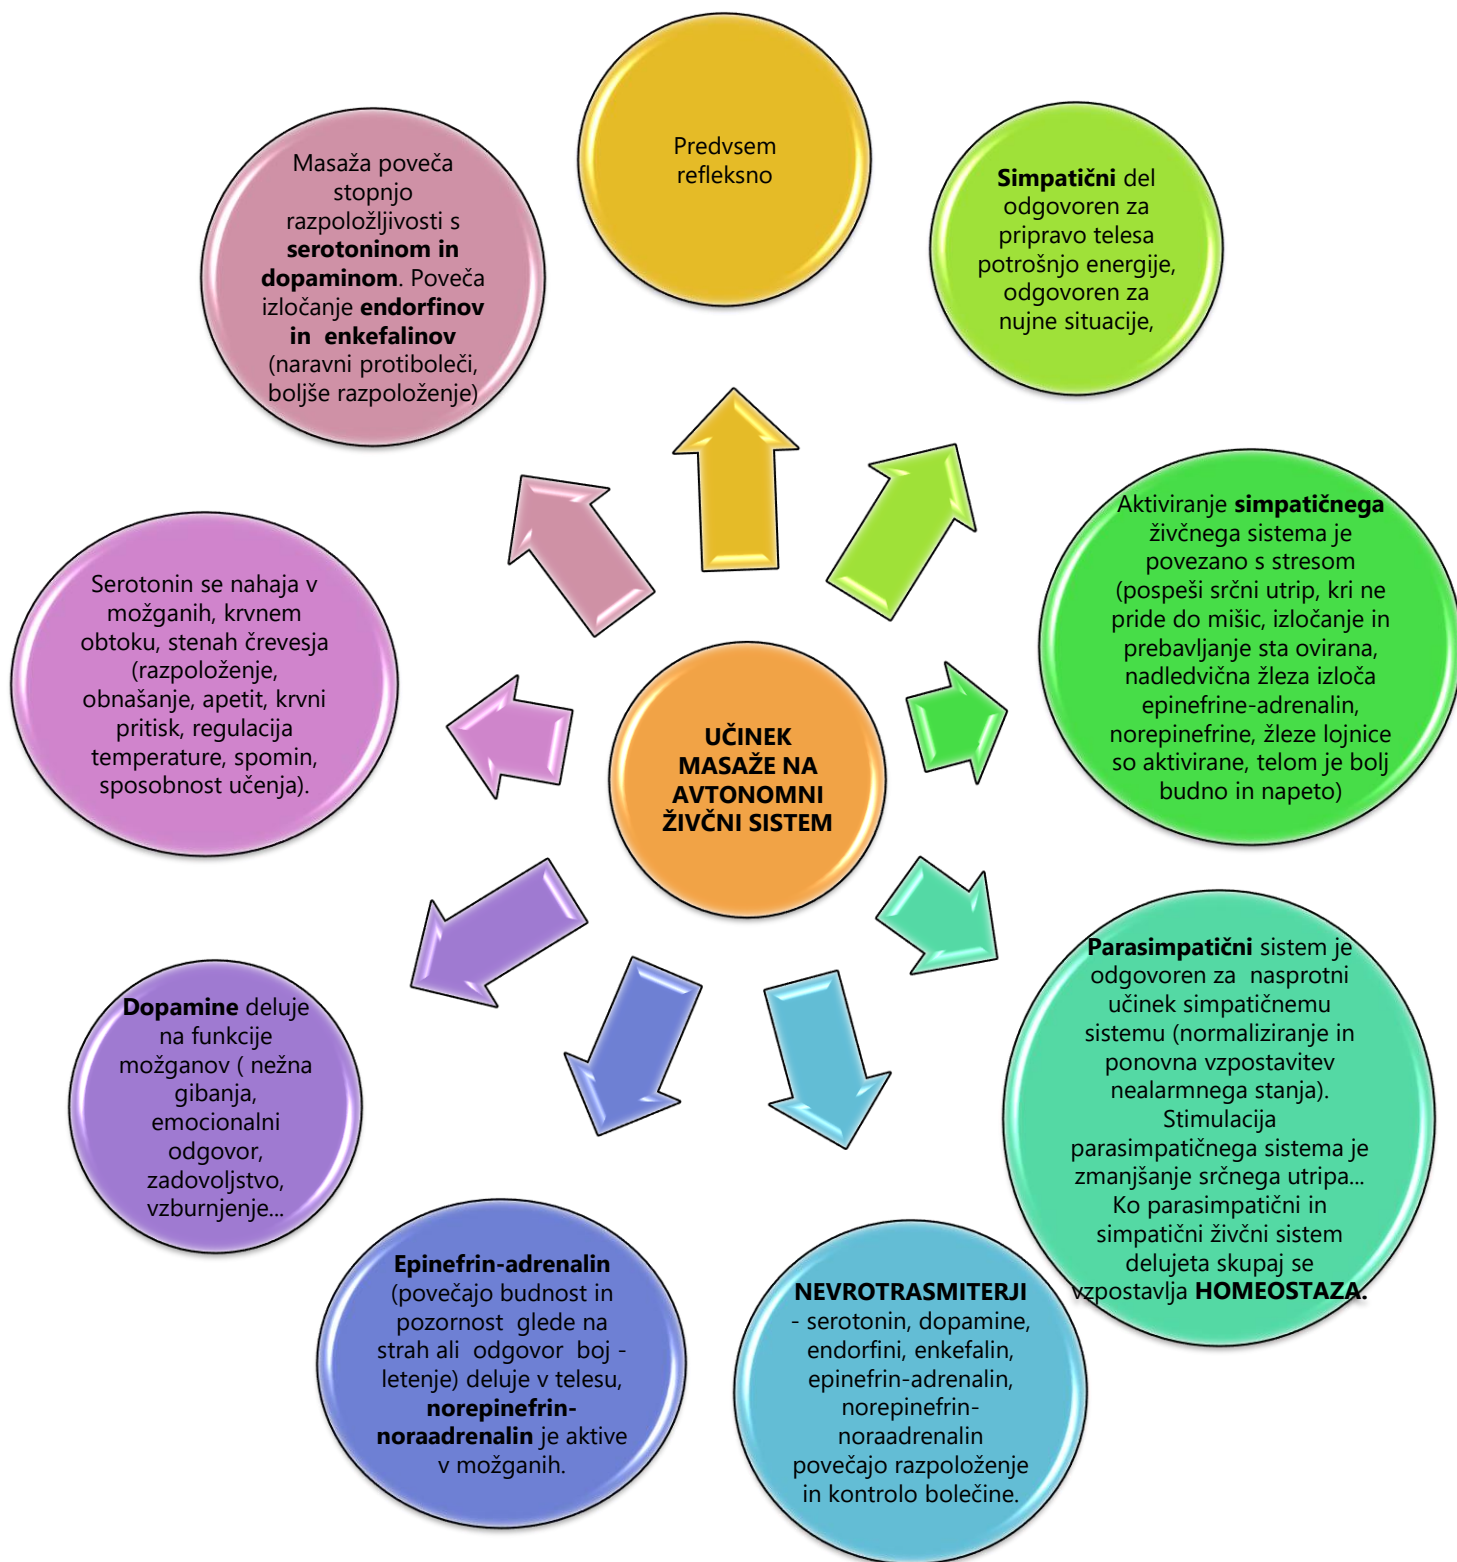 Predvsem
refleksno
Simpatični del
odgovoren za
pripravo telesa
potrošnjo energije,
odgovoren za
nujne situacije,
Aktiviranje simpatičnega
živčnega sistema je
povezano s stresom
(pospeši srčni utrip, kri ne
pride do mišic, izločanje in
prebavljanje sta ovirana,
nadledvična žleza izloča
epinefrine-adrenalin,
norepinefrine, žleze lojnice
so aktivirane, telom je bolj
budno in napeto)
Parasimpatični sistem je
odgovoren za  nasprotni
učinek simpatičnemu
sistemu (normaliziranje in
ponovna vzpostavitev
nealarmnega stanja).
Stimulacija
parasimpatičnega sistema je
zmanjšanje srčnega utripa...
Ko parasimpatični in
simpatični živčni sistem
delujeta skupaj se
vzpostavlja HOMEOSTAZA.
NEVROTRASMITERJI
- serotonin, dopamine,
endorfini, enkefalin,
epinefrin-adrenalin,
norepinefrin-
noraadrenalin
povečajo razpoloženje
in kontrolo bolečine.
Epinefrin-adrenalin
(povečajo budnost in
pozornost  glede na
strah ali  odgovor  boj -
letenje) deluje v telesu,
norepinefrin-
noraadrenalin je aktive
v možganih.
Dopamine deluje
na funkcije
možganov ( nežna
gibanja,
emocionalni
odgovor,
zadovoljstvo,
vzburnjenje...
Serotonin se nahaja v
možganih, krvnem
obtoku, stenah črevesja
(razpoloženje,
obnašanje, apetit, krvni
pritisk, regulacija
temperature, spomin,
sposobnost učenja).
Masaža poveča
stopnjo
razpoložljivosti s
serotoninom in
dopaminom. Poveča
izločanje endorfinov
in  enkefalinov
(naravni protiboleči,
boljše razpoloženje)
UČINEK
MASAŽE NA
AVTONOMNI
ŽIVČNI SISTEM